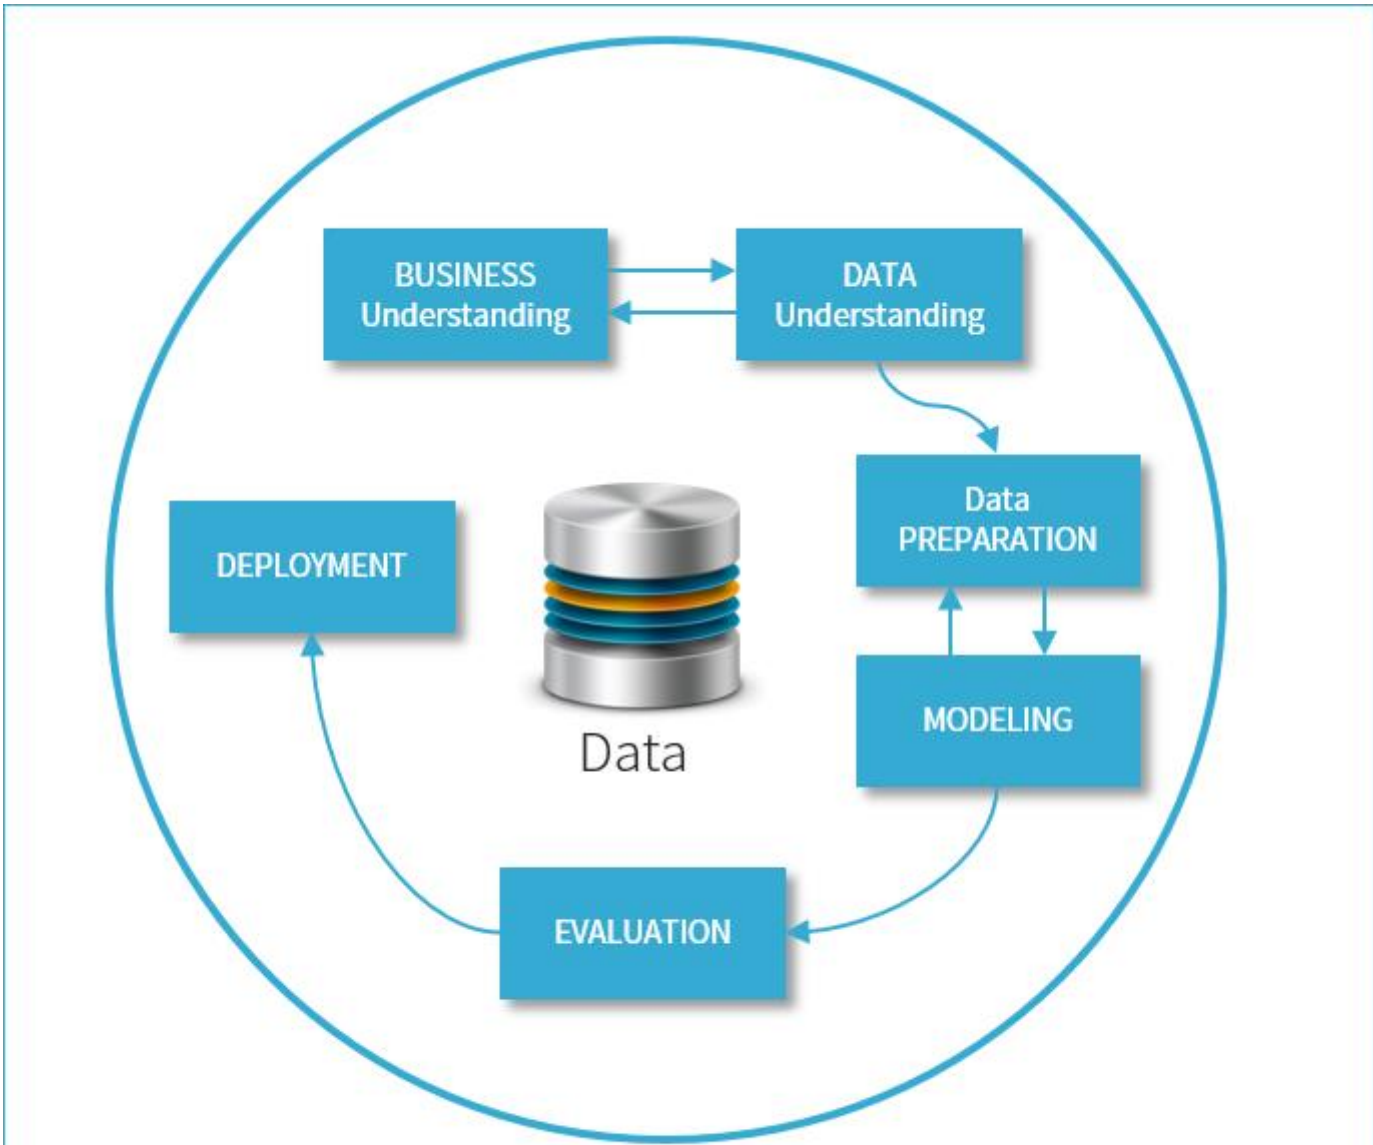 BUSINESS
Understanding
DATA
Understanding
Data
PREPARATION
DEPLOYMENT
MODELING
Data
EVALUATION